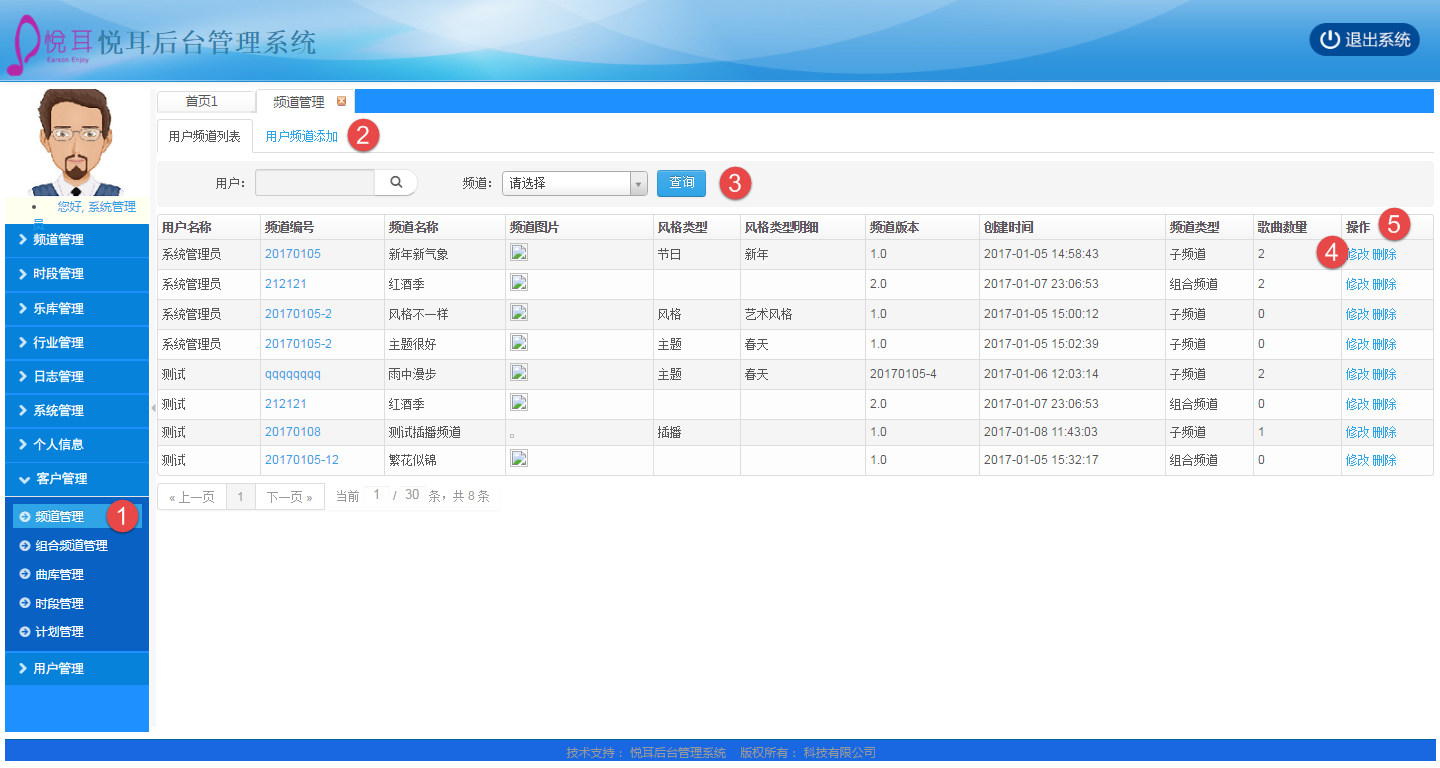 悦耳 悦耳后台管理系统 退出系统
Earson Enjoy
首页1 频道管理
用户频道列表 用户频道添加 2
用户： 频道： 请选择 查询 3
您好, 系统管理员
频道管理
时段管理
乐库管理
行业管理
日志管理
系统管理
个人信息
客户管理
频道管理 1
组合频道管理
曲库管理
时段管理
计划管理
用户管理
用户名称 频道编号 频道名称 频道图片 风格类型 风格类型明细 频道版本 创建时间 频道类型 歌曲数量 操作 5
系统管理员 20170105 新年新气象 节日 新年 1.0 2017-01-05 14:58:43 子频道 2 4 修改 删除
系统管理员 212121 红酒季 2.0 2017-01-07 23:06:53 组合频道 2 修改 删除
系统管理员 20170105-2 风格不一样 风格 艺术风格 1.0 2017-01-05 15:00:12 子频道 0 修改 删除
系统管理员 20170105-2 主题很好 主题 春天 1.0 2017-01-05 15:02:39 子频道 0 修改 删除
测试 qqqqqqqq 雨中漫步 主题 春天 20170105-4 2017-01-06 12:03:14 子频道 2 修改 删除
测试 212121 红酒季 2.0 2017-01-07 23:06:53 组合频道 0 修改 删除
测试 20170108 测试插播频道 插播 1.0 2017-01-08 11:43:03 子频道 1 修改 删除
测试 20170105-12 繁花似锦 1.0 2017-01-05 15:32:17 组合频道 0 修改 删除
« 上一页 1 下一页 » 当前 1 / 30 条，共 8 条
技术支持： 悦耳后台管理系统 版权所有： 科技有限公司